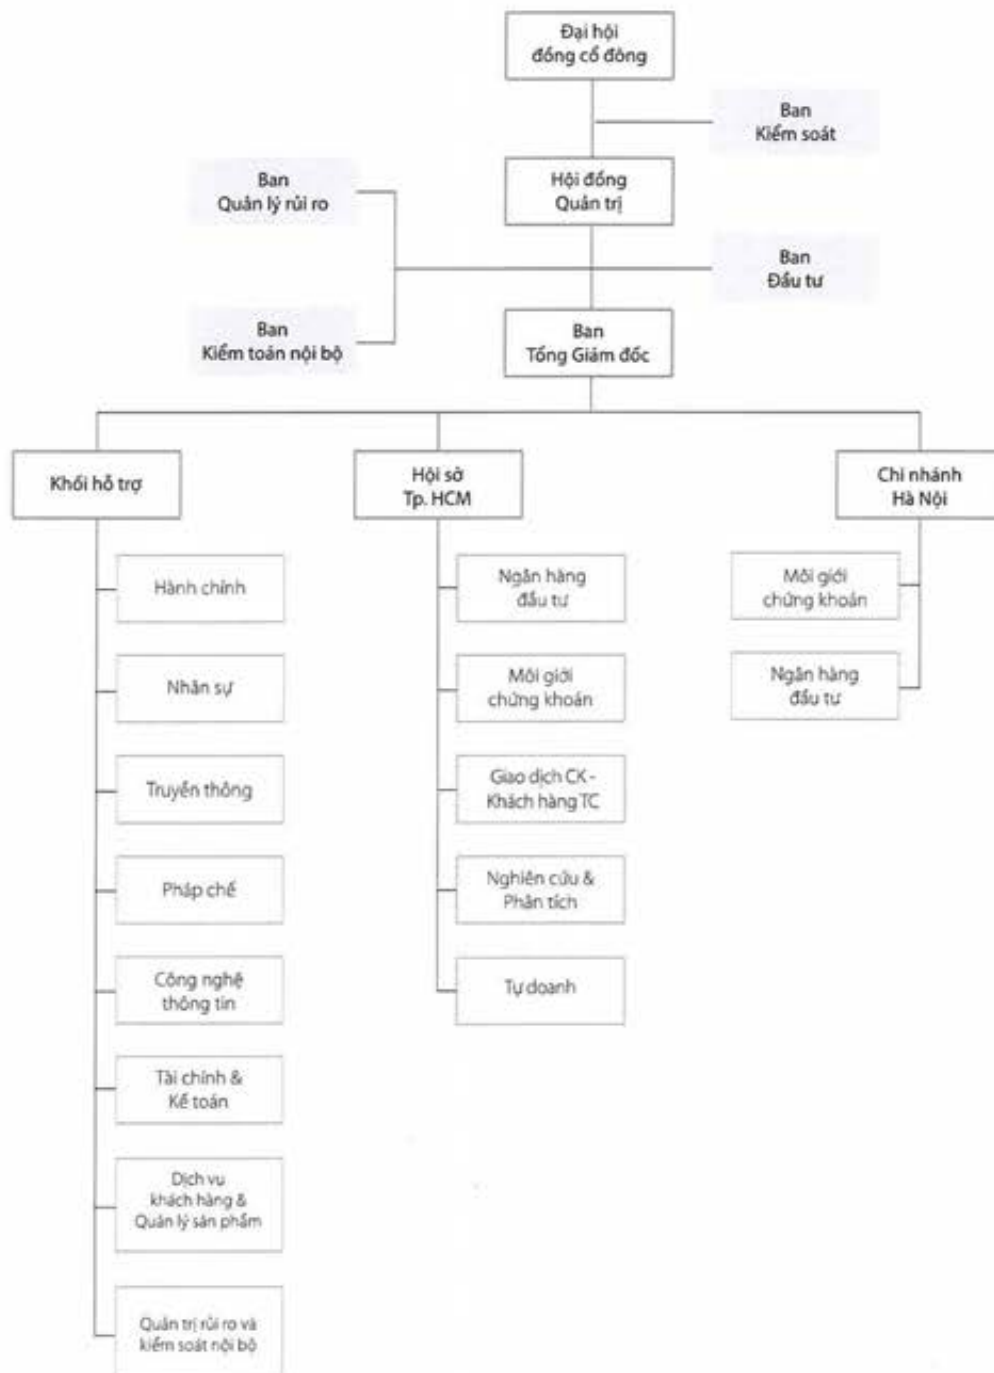 Đại hội
đồng cổ đông
Ban
Kiểm soát
Ban
Quản lý rủi ro
Hội đồng
Quản trị
Ban
Đầu tư
Ban
Kiểm toán nội bộ
Ban
Tổng Giám đốc
Khối hỗ trợ
Hội sở
Tp. HCM
Chi nhánh
Hà Nội
Hành chính
Nhân sự
Truyền thông
Pháp chế
Công nghệ
thông tin
Tài chính &
Kế toán
Dịch vụ
khách hàng &
Quản lý sản phẩm
Quản trị rủi ro và
kiểm soát nội bộ
Ngân hàng
đầu tư
Môi giới
chứng khoán
Giao dịch CK -
Khách hàng TC
Nghiên cứu &
Phân tích
Tự doanh
Môi giới
chứng khoán
Ngân hàng
đầu tư